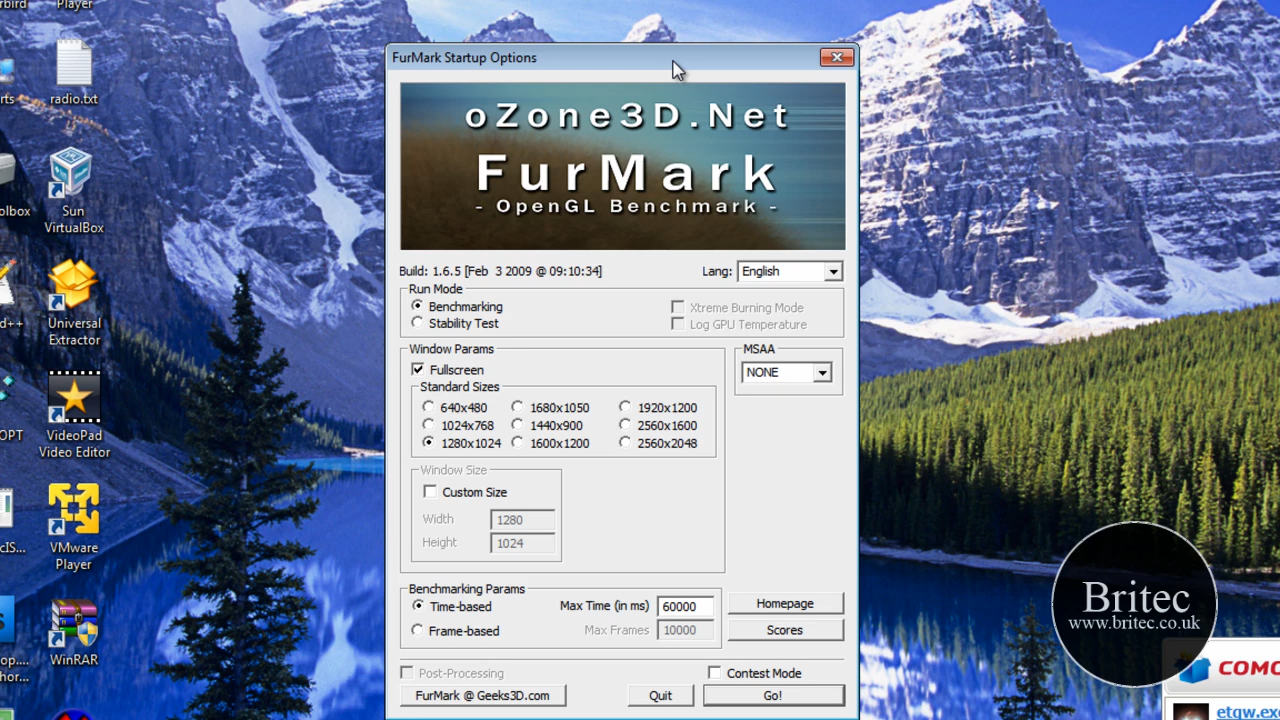 Player
radio.txt
Sun
VirtualBox
Universal
Extractor
VideoPad
Video Editor
VMware
Player
WinRAR
FurMark Startup Options
oZone3D.Net
FurMark
- OpenGL Benchmark -
Build: 1.6.5 [Feb 3 2009 @ 09:10:34]
Lang: English
Run Mode
Benchmarking
Stability Test
Xtreme Burning Mode
Log GPU Temperature
Window Params
Fullscreen
Standard Sizes
640x480 1680x1050 1920x1200
1024x768 1440x900 2560x1600
1280x1024 1600x1200 2560x2048
MSAA
NONE
Window Size
Custom Size
Width 1280
Height 1024
Benchmarking Params
Time-based Max Time (in ms) 60000
Frame-based Max Frames 10000
Homepage
Scores
Post-Processing
Contest Mode
FurMark @ Geeks3D.com
Quit
Go!
Britec
www.britec.co.uk
COMO
etqw.exe